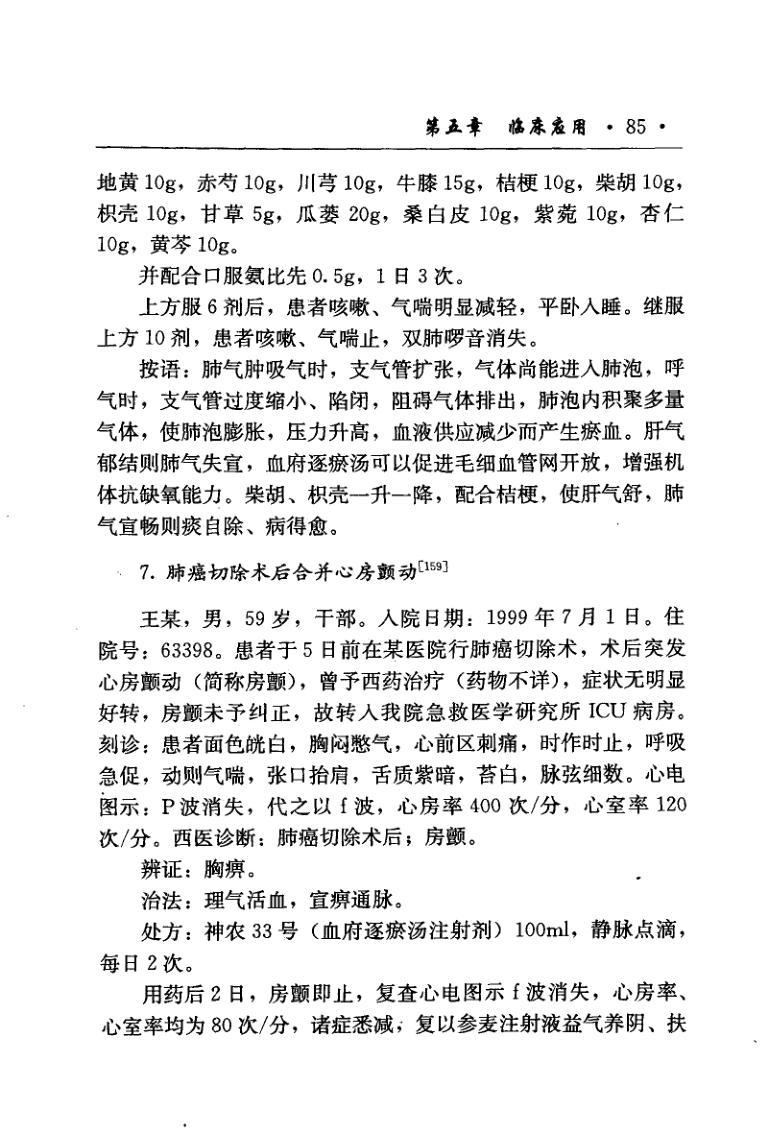 第五章 临床应用 · 85 ·
地黄 10g，赤芍 10g，川芎 10g，牛膝 15g，桔梗 10g，柴胡 10g，
枳壳 10g，甘草 5g，瓜蒌 20g，桑白皮 10g，紫菀 10g，杏仁
10g，黄芩 10g。
并配合口服氨比先 0.5g，1 日 3 次。
上方服 6 剂后，患者咳嗽、气喘明显减轻，平卧入睡。继服
上方 10 剂，患者咳嗽、气喘止，双肺啰音消失。
按语：肺气肿吸气时，支气管扩张，气体尚能进入肺泡，呼
气时，支气管过度缩小、陷闭，阻碍气体排出，肺泡内积聚多量
气体，使肺泡膨胀，压力升高，血液供应减少而产生瘀血。肝气
郁结则肺气失宣，血府逐瘀汤可以促进毛细血管网开放，增强机
体抗缺氧能力。柴胡、枳壳一升一降，配合桔梗，使肝气舒，肺
气宣畅则痰自除、病得愈。
7. 肺癌切除术后合并心房颤动[159]
王某，男，59 岁，干部。入院日期：1999 年 7 月 1 日。住
院号：63398。患者于 5 日前在某医院行肺癌切除术，术后突发
心房颤动（简称房颤），曾予西药治疗（药物不详），症状无明显
好转，房颤未予纠正，故转入我院急救医学研究所 ICU 病房。
刻诊：患者面色㿠白，胸闷憋气，心前区刺痛，时作时止，呼吸
急促，动则气喘，张口抬肩，舌质紫暗，苔白，脉弦细数。心电
图示：P 波消失，代之以 f 波，心房率 400 次/分，心室率 120
次/分。西医诊断：肺癌切除术后；房颤。
辨证：胸痹。
治法：理气活血，宣痹通脉。
处方：神农 33 号（血府逐瘀汤注射剂）100ml，静脉点滴，
每日 2 次。
用药后 2 日，房颤即止，复查心电图示 f 波消失，心房率、
心室率均为 80 次/分，诸症悉减，复以参麦注射液益气养阴、扶